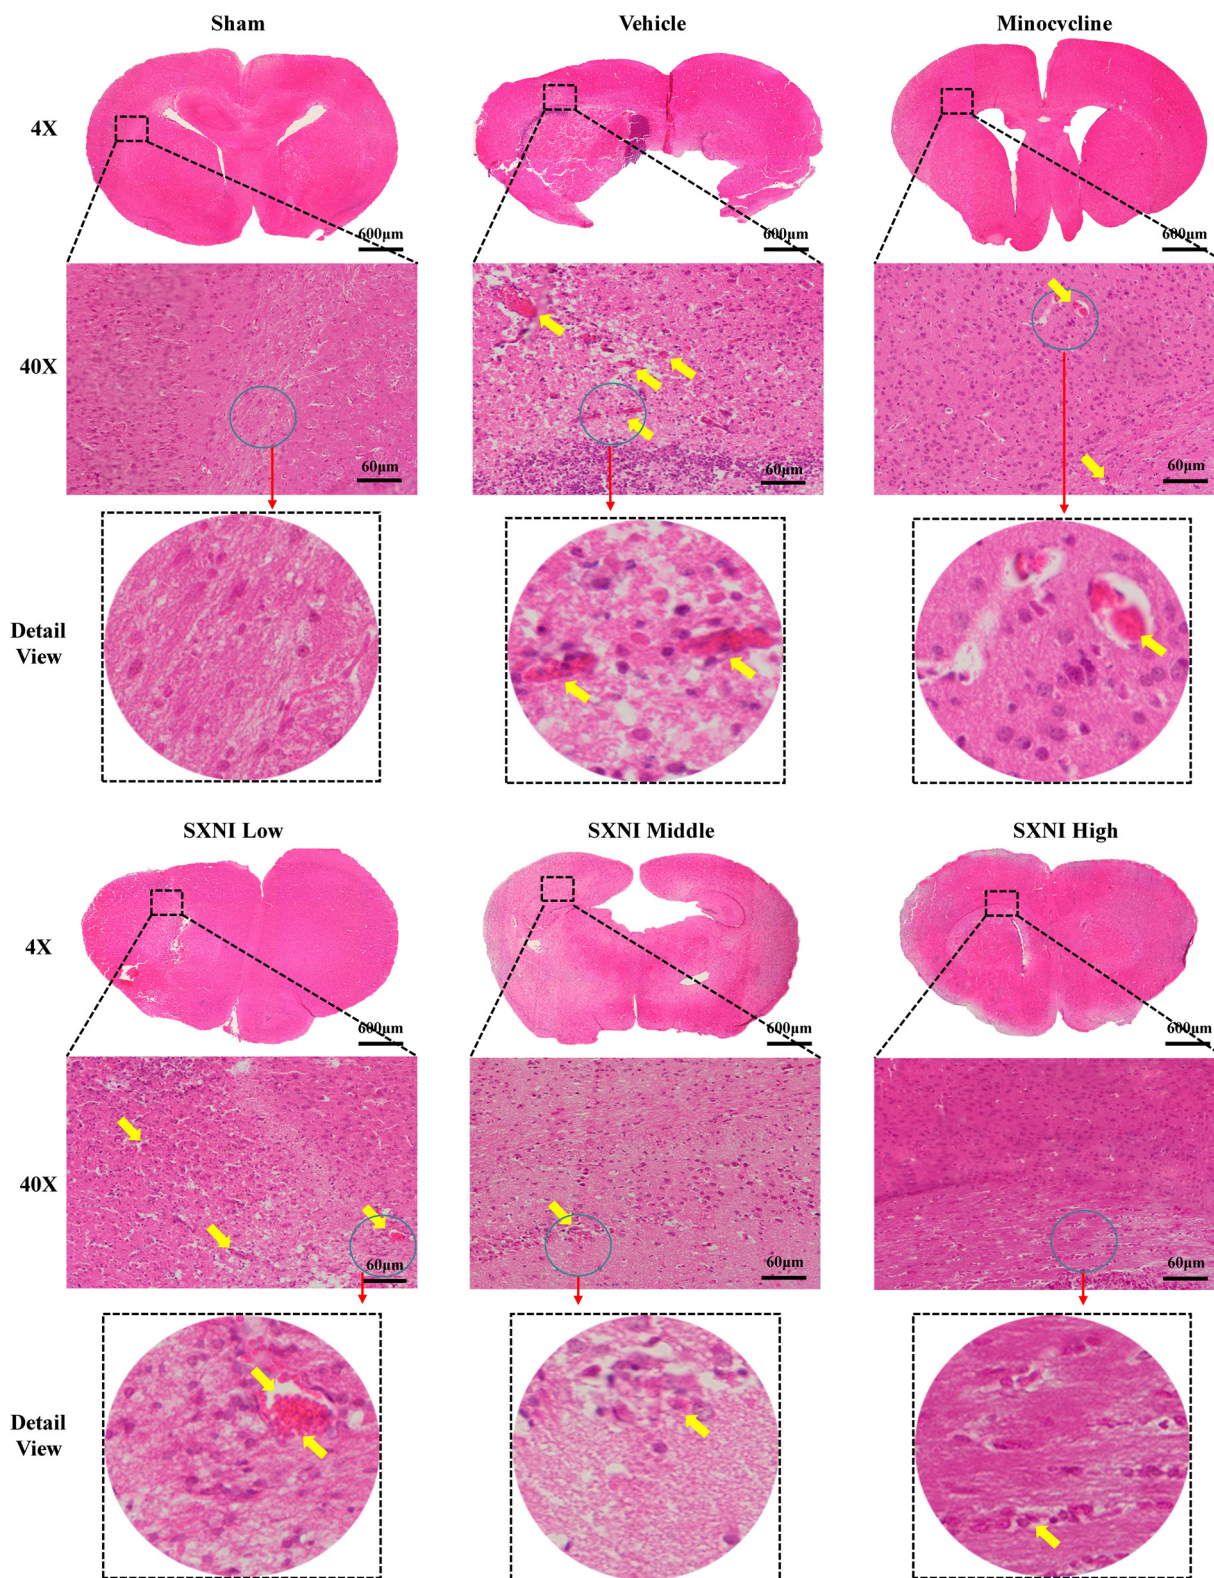 Sham Vehicle Minocycline
4X
600μm 600μm 600μm
40X
60μm 60μm 60μm
Detail
View
SXNI Low SXNI Middle SXNI High
4X
600μm 600μm 600μm
40X
60μm 60μm 60μm
Detail
View